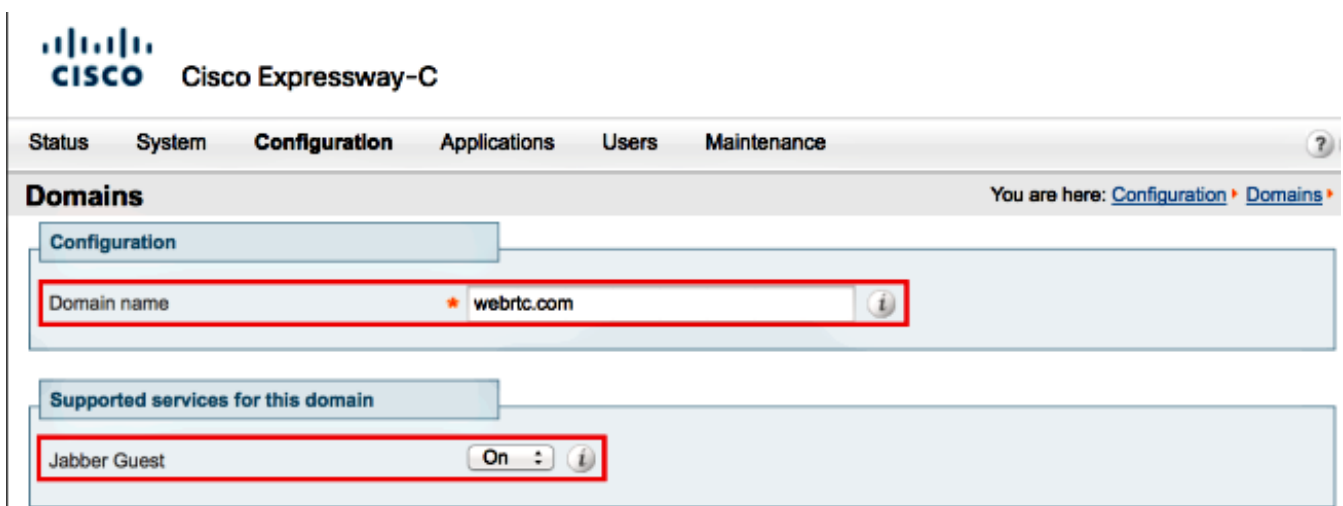 CISCO Cisco Expressway-C
Status System Configuration Applications Users Maintenance ?
Domains You are here: Configuration Domains
Configuration
Domain name * webrtc.com i
Supported services for this domain
Jabber Guest On i